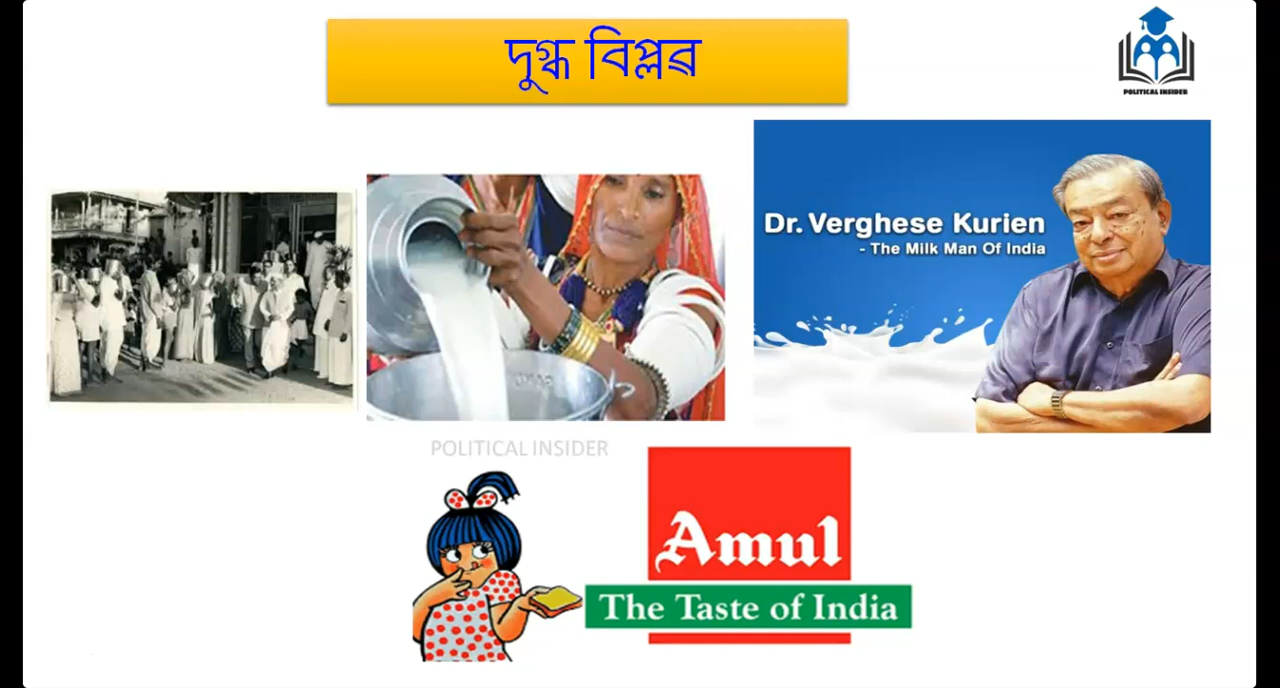 দুগ্ধ বিপ্লৱ
POLITICAL INSIDER
Dr. Verghese Kurien
- The Milk Man Of India
POLITICAL INSIDER
Amul
The Taste of India